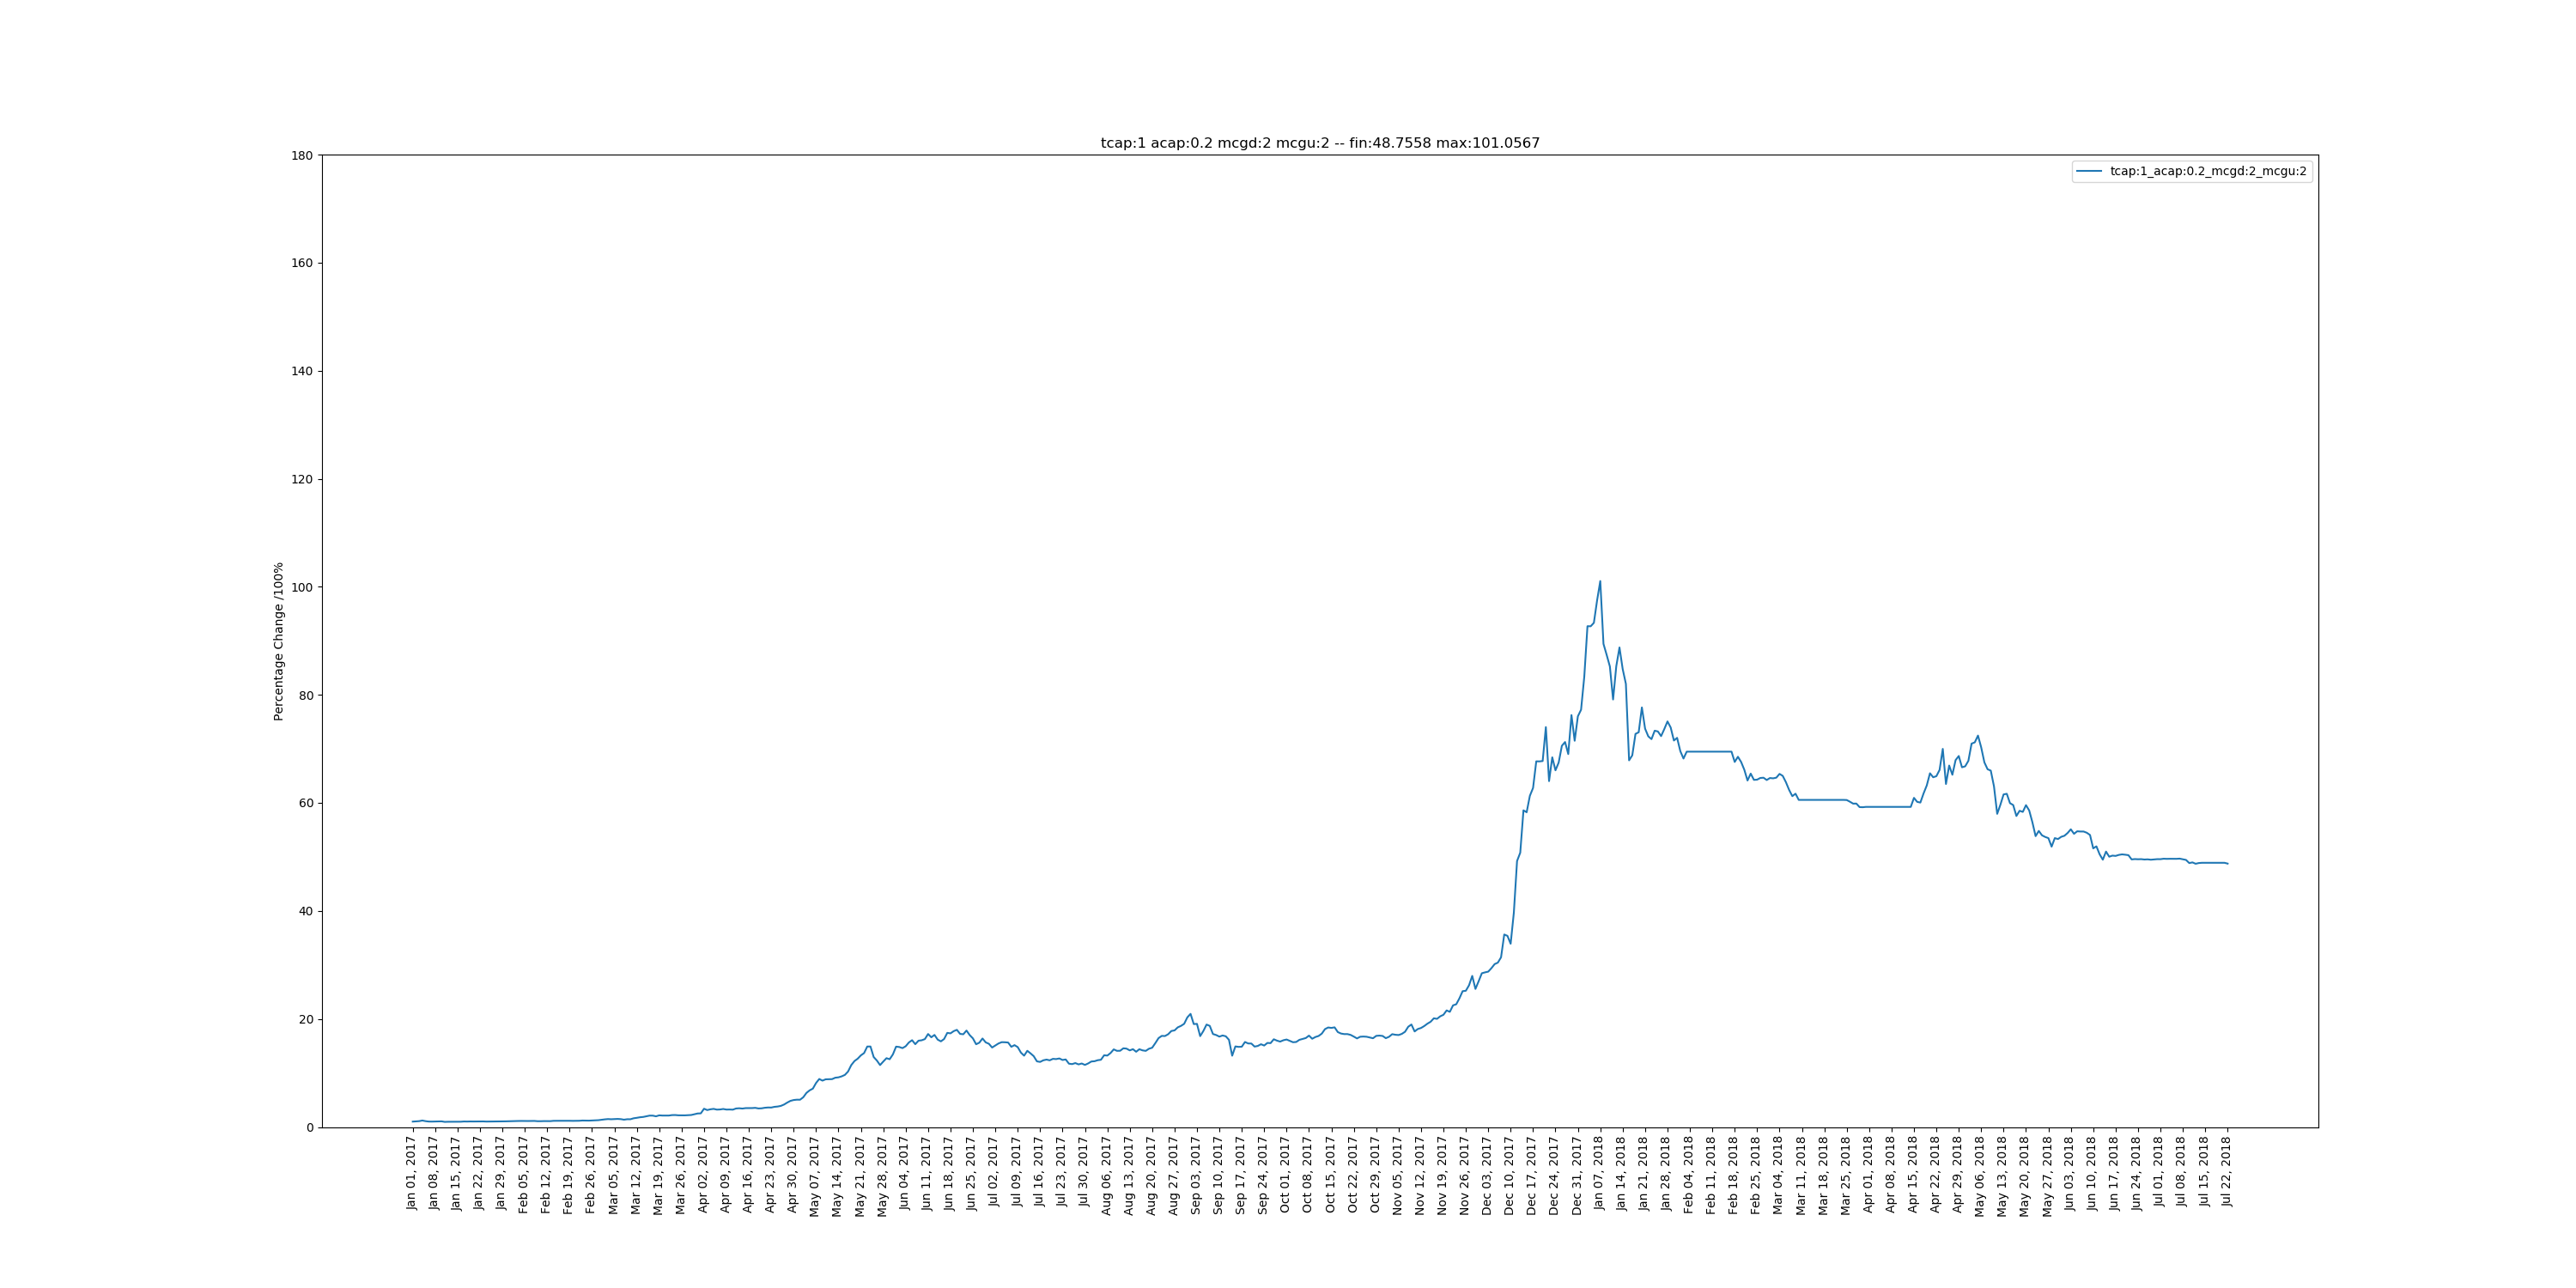 tcap:1 acap:0.2 mcgd:2 mcgu:2 -- fin:48.7558 max:101.0567
tcap:1_acap:0.2_mcgd:2_mcgu:2
Percentage Change /100%
180
160
140
120
100
80
60
40
20
0
Jan 01, 2017
Jan 08, 2017
Jan 15, 2017
Jan 22, 2017
Jan 29, 2017
Feb 05, 2017
Feb 12, 2017
Feb 19, 2017
Feb 26, 2017
Mar 05, 2017
Mar 12, 2017
Mar 19, 2017
Mar 26, 2017
Apr 02, 2017
Apr 09, 2017
Apr 16, 2017
Apr 23, 2017
Apr 30, 2017
May 07, 2017
May 14, 2017
May 21, 2017
May 28, 2017
Jun 04, 2017
Jun 11, 2017
Jun 18, 2017
Jun 25, 2017
Jul 02, 2017
Jul 09, 2017
Jul 16, 2017
Jul 23, 2017
Jul 30, 2017
Aug 06, 2017
Aug 13, 2017
Aug 20, 2017
Aug 27, 2017
Sep 03, 2017
Sep 10, 2017
Sep 17, 2017
Sep 24, 2017
Oct 01, 2017
Oct 08, 2017
Oct 15, 2017
Oct 22, 2017
Oct 29, 2017
Nov 05, 2017
Nov 12, 2017
Nov 19, 2017
Nov 26, 2017
Dec 03, 2017
Dec 10, 2017
Dec 17, 2017
Dec 24, 2017
Dec 31, 2017
Jan 07, 2018
Jan 14, 2018
Jan 21, 2018
Jan 28, 2018
Feb 04, 2018
Feb 11, 2018
Feb 18, 2018
Feb 25, 2018
Mar 04, 2018
Mar 11, 2018
Mar 18, 2018
Mar 25, 2018
Apr 01, 2018
Apr 08, 2018
Apr 15, 2018
Apr 22, 2018
Apr 29, 2018
May 06, 2018
May 13, 2018
May 20, 2018
May 27, 2018
Jun 03, 2018
Jun 10, 2018
Jun 17, 2018
Jun 24, 2018
Jul 01, 2018
Jul 08, 2018
Jul 15, 2018
Jul 22, 2018